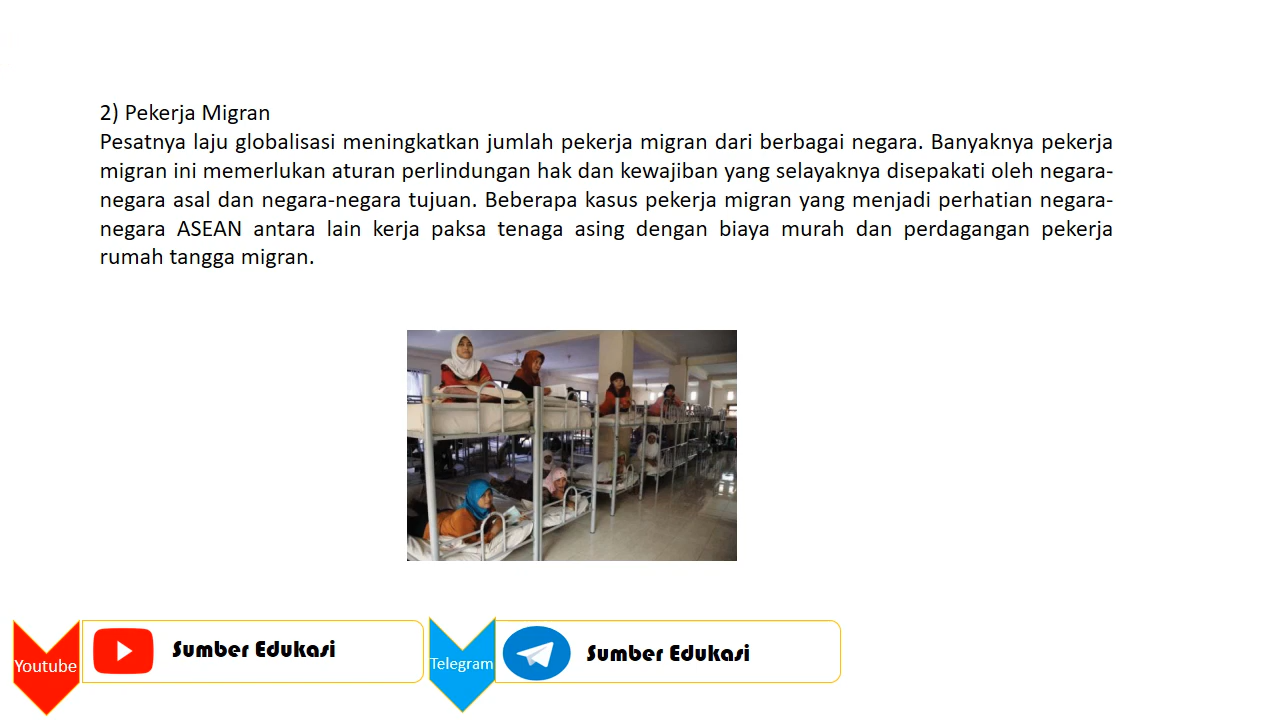 2) Pekerja Migran
Pesatnya laju globalisasi meningkatkan jumlah pekerja migran dari berbagai negara. Banyaknya pekerja
migran ini memerlukan aturan perlindungan hak dan kewajiban yang selayaknya disepakati oleh negara-
negara asal dan negara-negara tujuan. Beberapa kasus pekerja migran yang menjadi perhatian negara-
negara ASEAN antara lain kerja paksa tenaga asing dengan biaya murah dan perdagangan pekerja
rumah tangga migran.
Youtube
Sumber Edukasi
Telegram
Sumber Edukasi